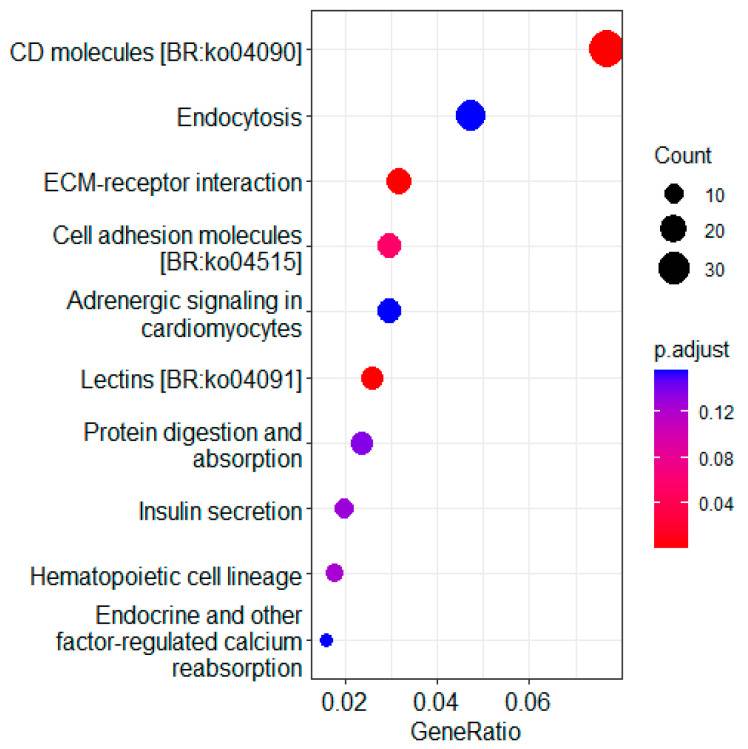 CD molecules [BR:ko04090]
Endocytosis
ECM-receptor interaction
Cell adhesion molecules
[BR:ko04515]
Adrenergic signaling in
cardiomyocytes
Lectins [BR:ko04091]
Protein digestion and
absorption
Insulin secretion
Hematopoietic cell lineage
Endocrine and other
factor-regulated calcium
reabsorption
0.02 0.04 0.06
GeneRatio
Count
10
20
30
p.adjust
0.12
0.08
0.04